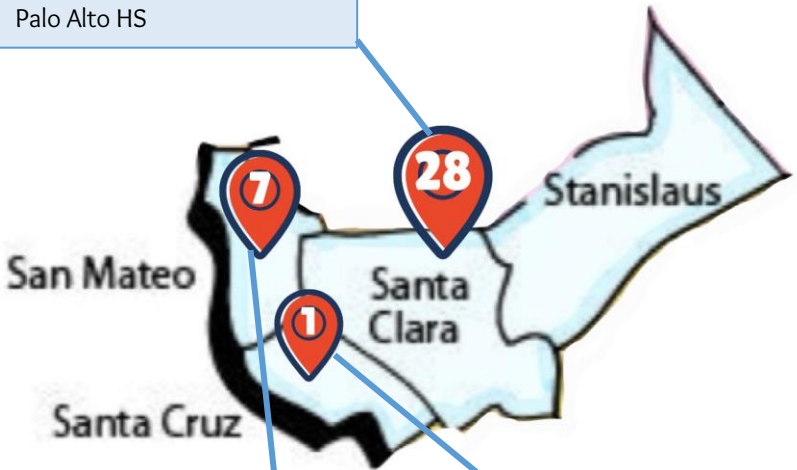 Palo Alto HS
7
28
Stanislaus
San Mateo
Santa
Clara
1
Santa Cruz